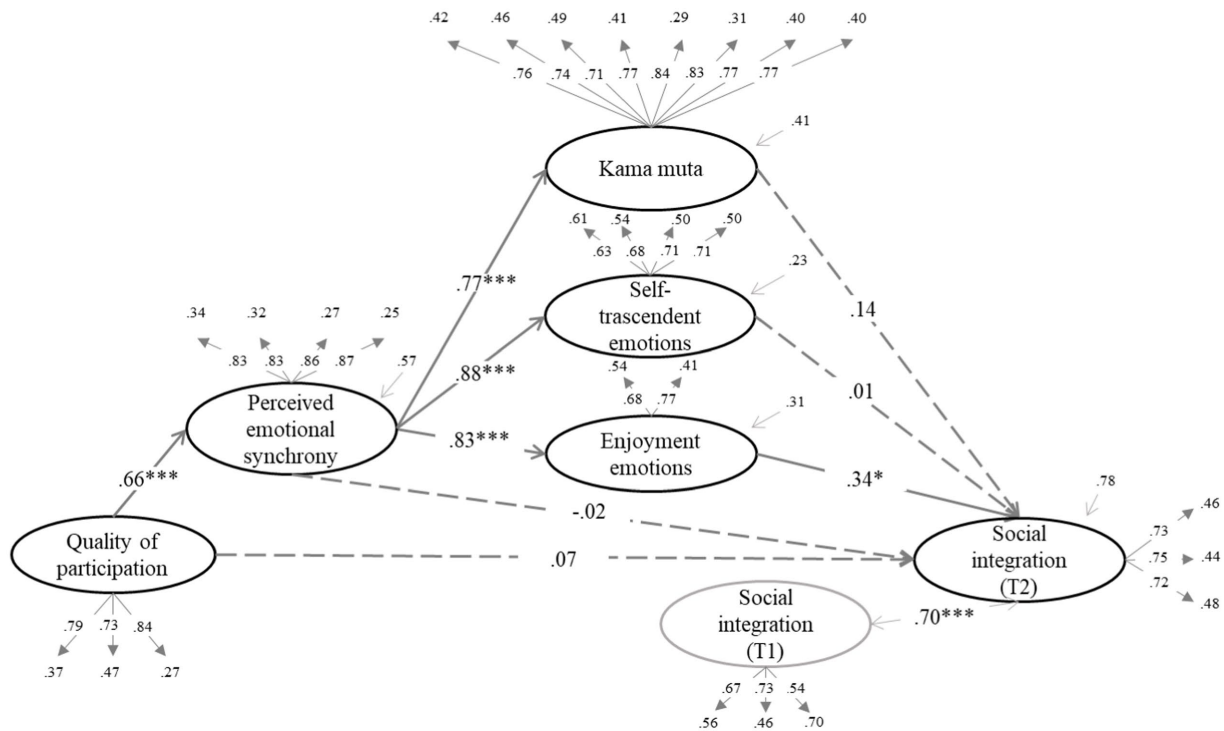 .42 .46 .49 .41 .29 .31 .40 .40
.76 .74 .71 .77 .84 .83 .77 .77
.41
Kama muta
.61 .54 .50 .50
.63 .68 .71 .71
.23
Self-
trascendent
emotions
.77***
.14
.34 .32 .27 .25
.83 .83 .86 .87
.57
.88***
.01
.54 .41
.68 .77
.31
Perceived
emotional
synchrony
.83***
Enjoyment
emotions
.66***
.34*
-.02
.78
.46
.73
.75 .44
.72
.48
Quality of
participation
.07
Social
integration
(T2)
.79 .73 .84
.37 .47 .27
Social
integration
(T1)
.70***
.67 .73 .54
.56 .46 .70